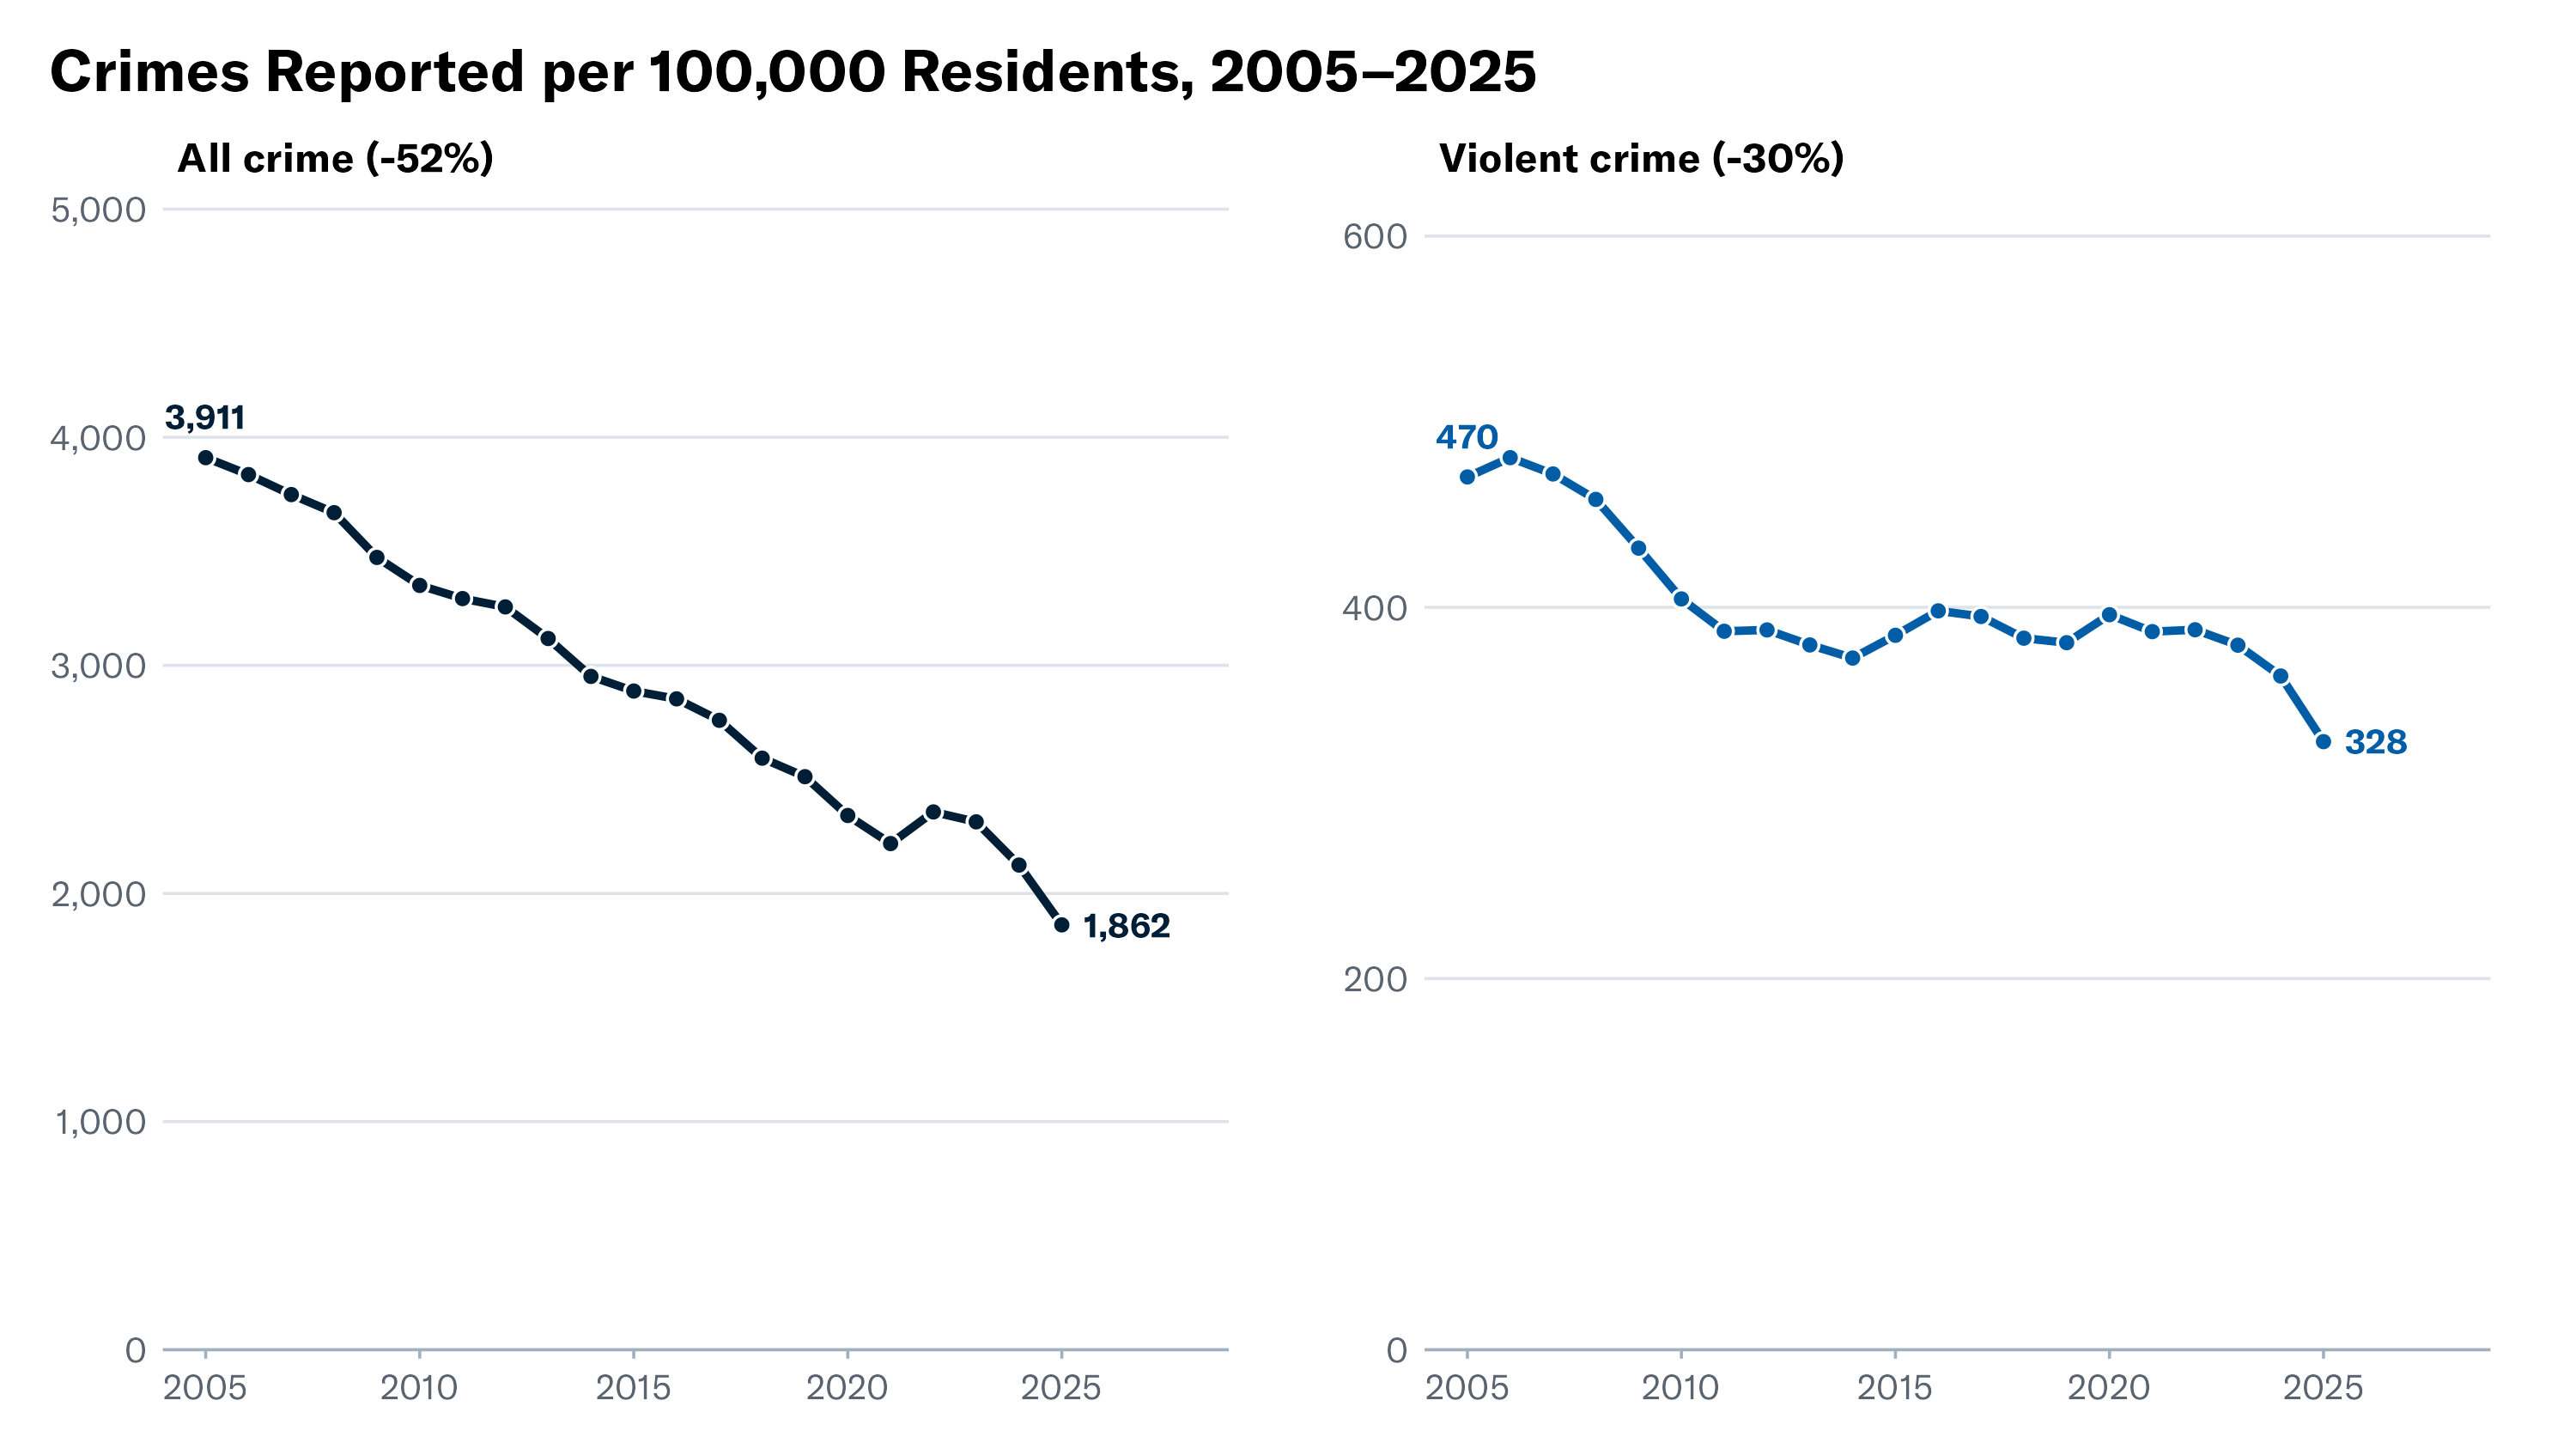 Crimes Reported per 100,000 Residents, 2005–2025
All crime (-52%)
5,000
4,000
3,000
2,000
1,000
0
3,911
1,862
2005 2010 2015 2020 2025
Violent crime (-30%)
600
400
200
0
470
328
2005 2010 2015 2020 2025